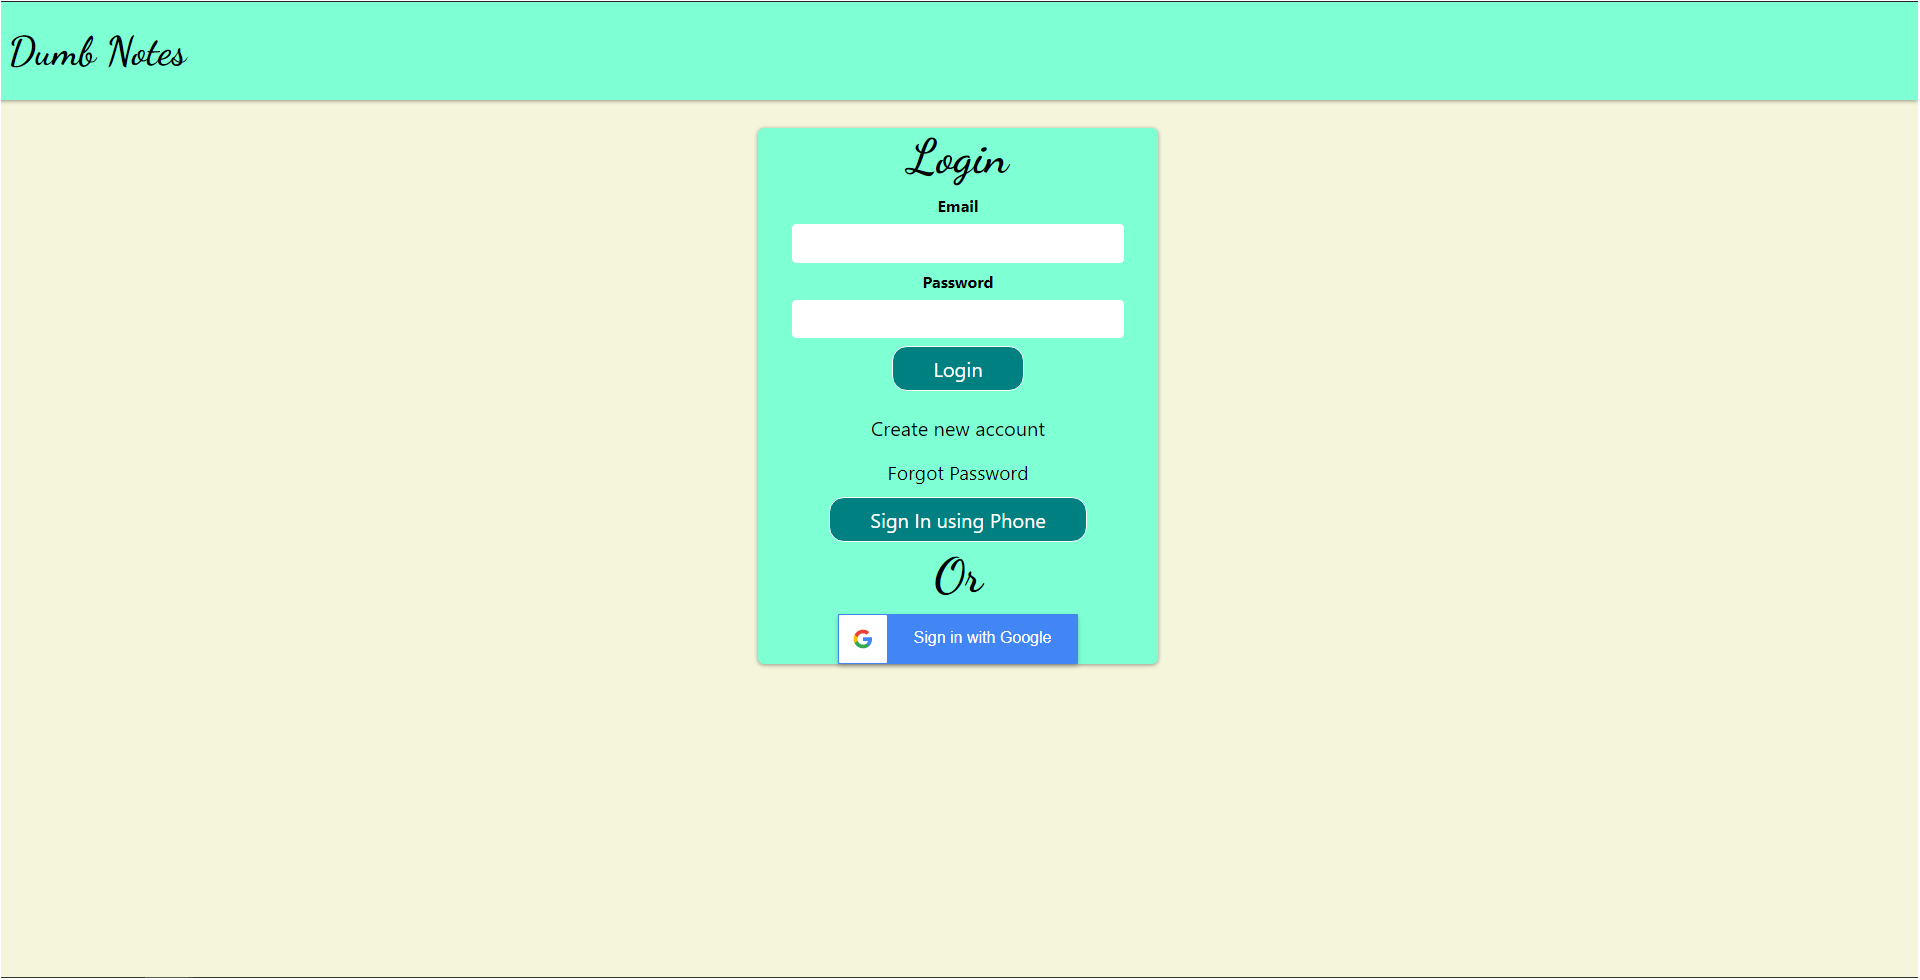 Dumb Notes
Login
Email
Password
Login
Create new account
Forgot Password
Sign In using Phone
Or
Sign in with Google